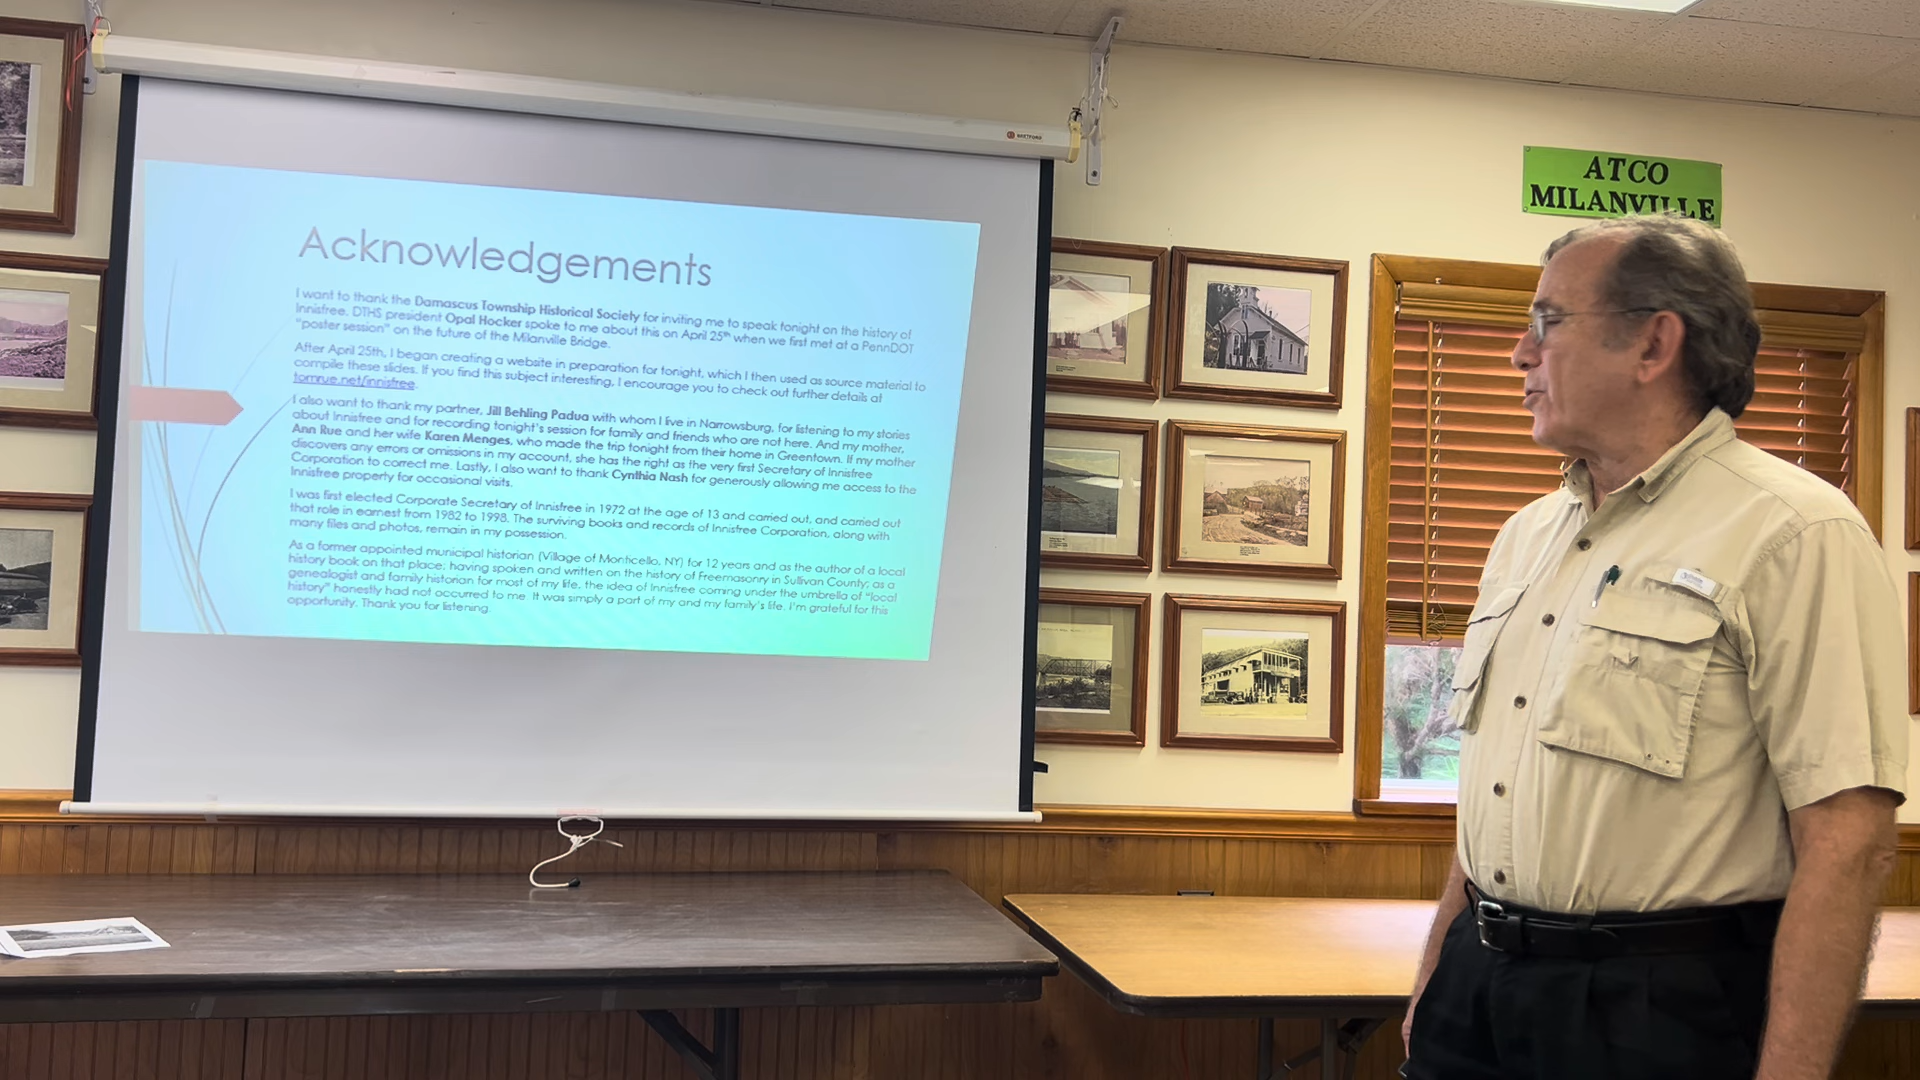 Acknowledgements
I want to thank the Damascus Township Historical Society for inviting me to speak tonight on the history of
Innisfree. DTHS president Opal Hocker spoke to me about this on April 25th when we first met at a PennDOT
"poster session" on the future of the Milanville Bridge.
After April 25th, I began creating a website in preparation for tonight, which I then used as source material to
compile these slides. If you find this subject interesting, I encourage you to check out further details at
tomrue.net/innisfree.
I also want to thank my partner, Jill Behling Padua with whom I live in Narrowsburg, for listening to my stories
about Innisfree and for recording tonight's session for family and friends who are not here. And my mother,
Ann Rue and her wife Karen Menges, who made the trip tonight from their home in Greentown. If my mother
discovers any errors or omissions in my account, she has the right as the very first Secretary of Innisfree
Corporation to correct me. Lastly, I also want to thank Cynthia Nash for generously allowing me access to the
Innisfree property for occasional visits.
I was first elected Corporate Secretary of Innisfree in 1972 at the age of 13 and carried out, and carried out
that role in earnest from 1982 to 1998. The surviving books and records of Innisfree Corporation, along with
many files and photos, remain in my possession.
As a former appointed municipal historian (Village of Monticello, NY) for 12 years and as the author of a local
history book on that place; having spoken and written on the history of Freemasonry in Sullivan County; as a
genealogist and family historian for most of my life, the idea of Innisfree coming under the umbrella of "local
history" honestly had not occurred to me. It was simply a part of my and my family's life. I'm grateful for this
opportunity. Thank you for listening.
ATCO
MILANVILLE